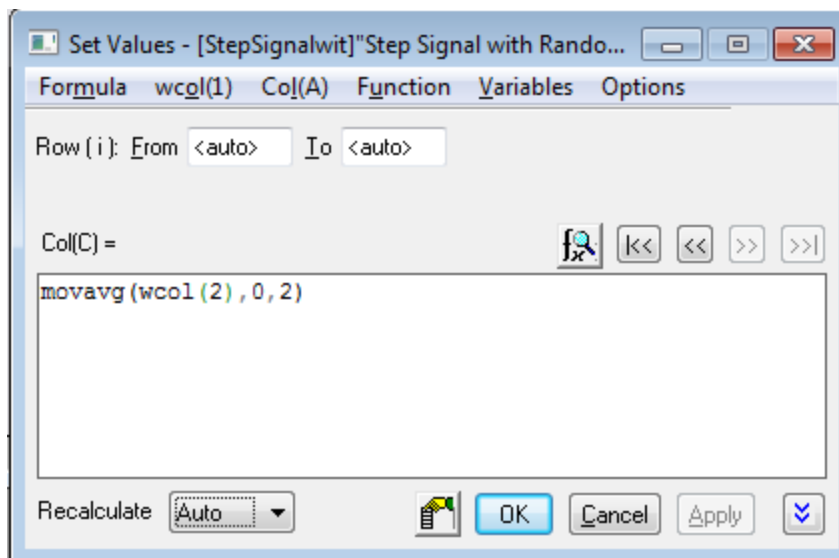 Set Values - [StepSignalwit]"Step Signal with Rando...
Formula wcol(1) Col(A) Function Variables Options
Row ( i ): From <auto> To <auto>
Col(C) =
fx |<< << >> >>|
movavg(wcol(2),0,2)
Recalculate Auto OK Cancel Apply